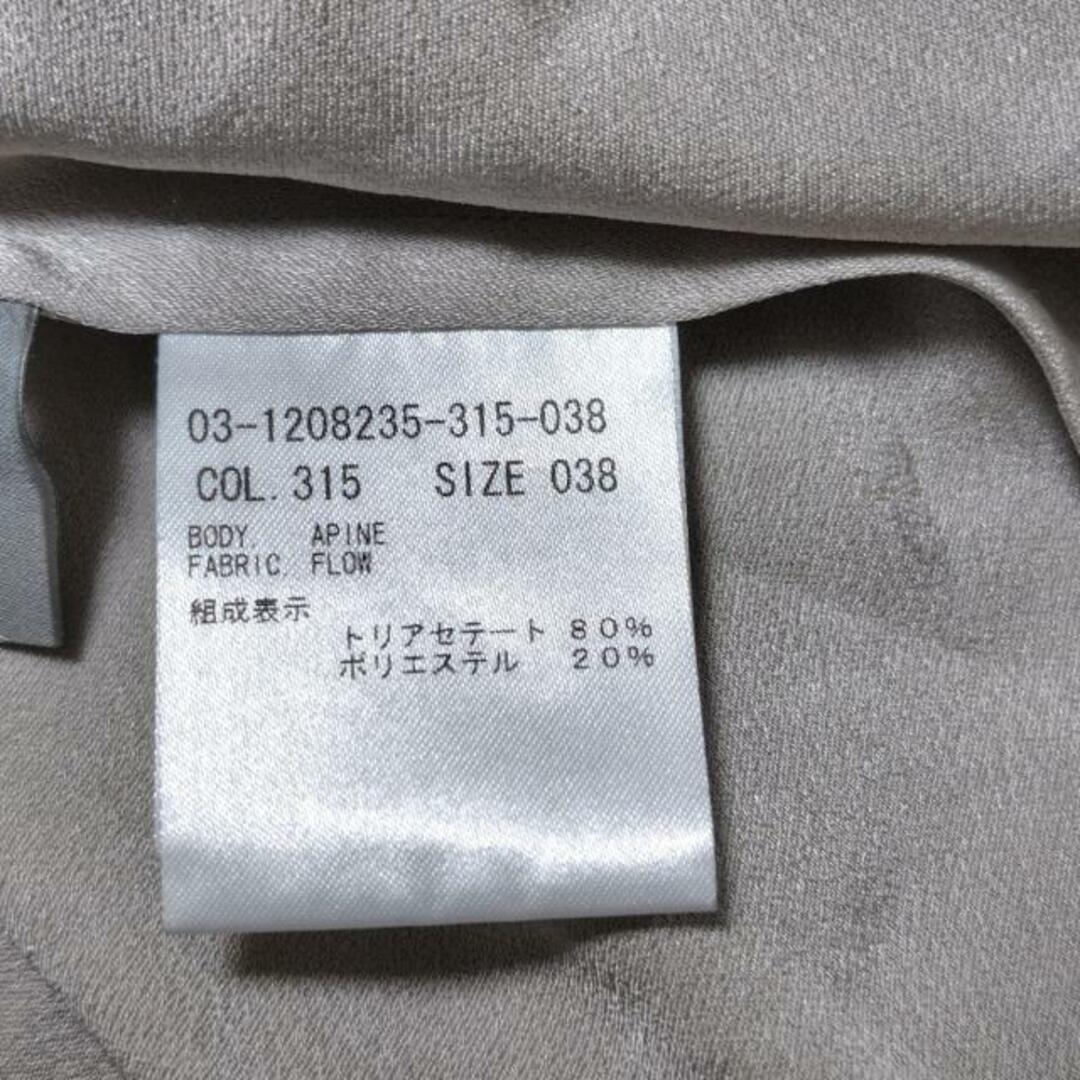 03-1208235-315-038
COL. 315 SIZE 038
BODY. APINE
FABRIC. FLOW
組成表示
トリアセテート 80%
ポリエステル 20%